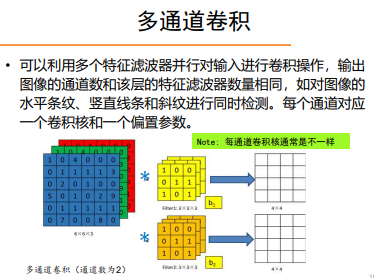 多通道卷积
• 可以利用多个特征滤波器并行对输入进行卷积操作，输出
图像的通道数和该层的特征滤波器数量相同，如对图像的
水平条纹、竖直线条和斜纹进行同时检测。每个通道对应
一个卷积核和一个偏置参数。
Note: 每通道卷积核通常是不一样
1 0 4 0 0 0
0 1 1 1 1 3
0 2 0 1 0 0
5 0 1 0 2 9
0 1 1 0 1 1
0 7 0 0 8 0
6×6×3
*
1 0 0
0 1 1
1 0 1
Filter1: 3×3×3
b₁
4×4
*
1 0 0
0 1 1
1 0 1
Filter2: 3×3×3
b₂
4×4
多通道卷积（通道数为2）